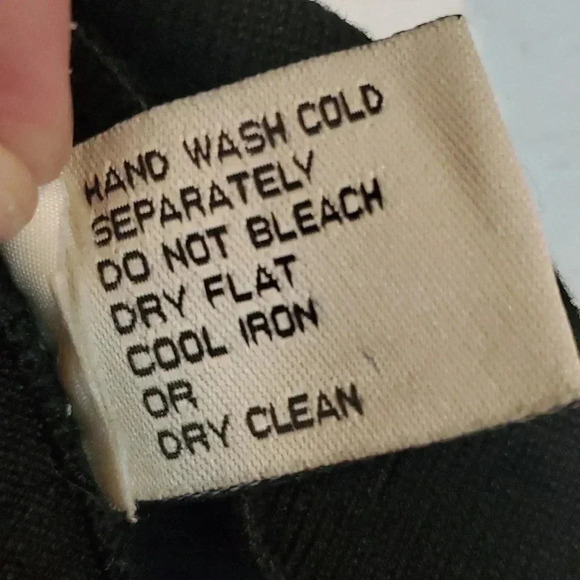 HAND WASH COLD
SEPARATELY
DO NOT BLEACH
DRY FLAT
COOL IRON
OR
DRY CLEAN